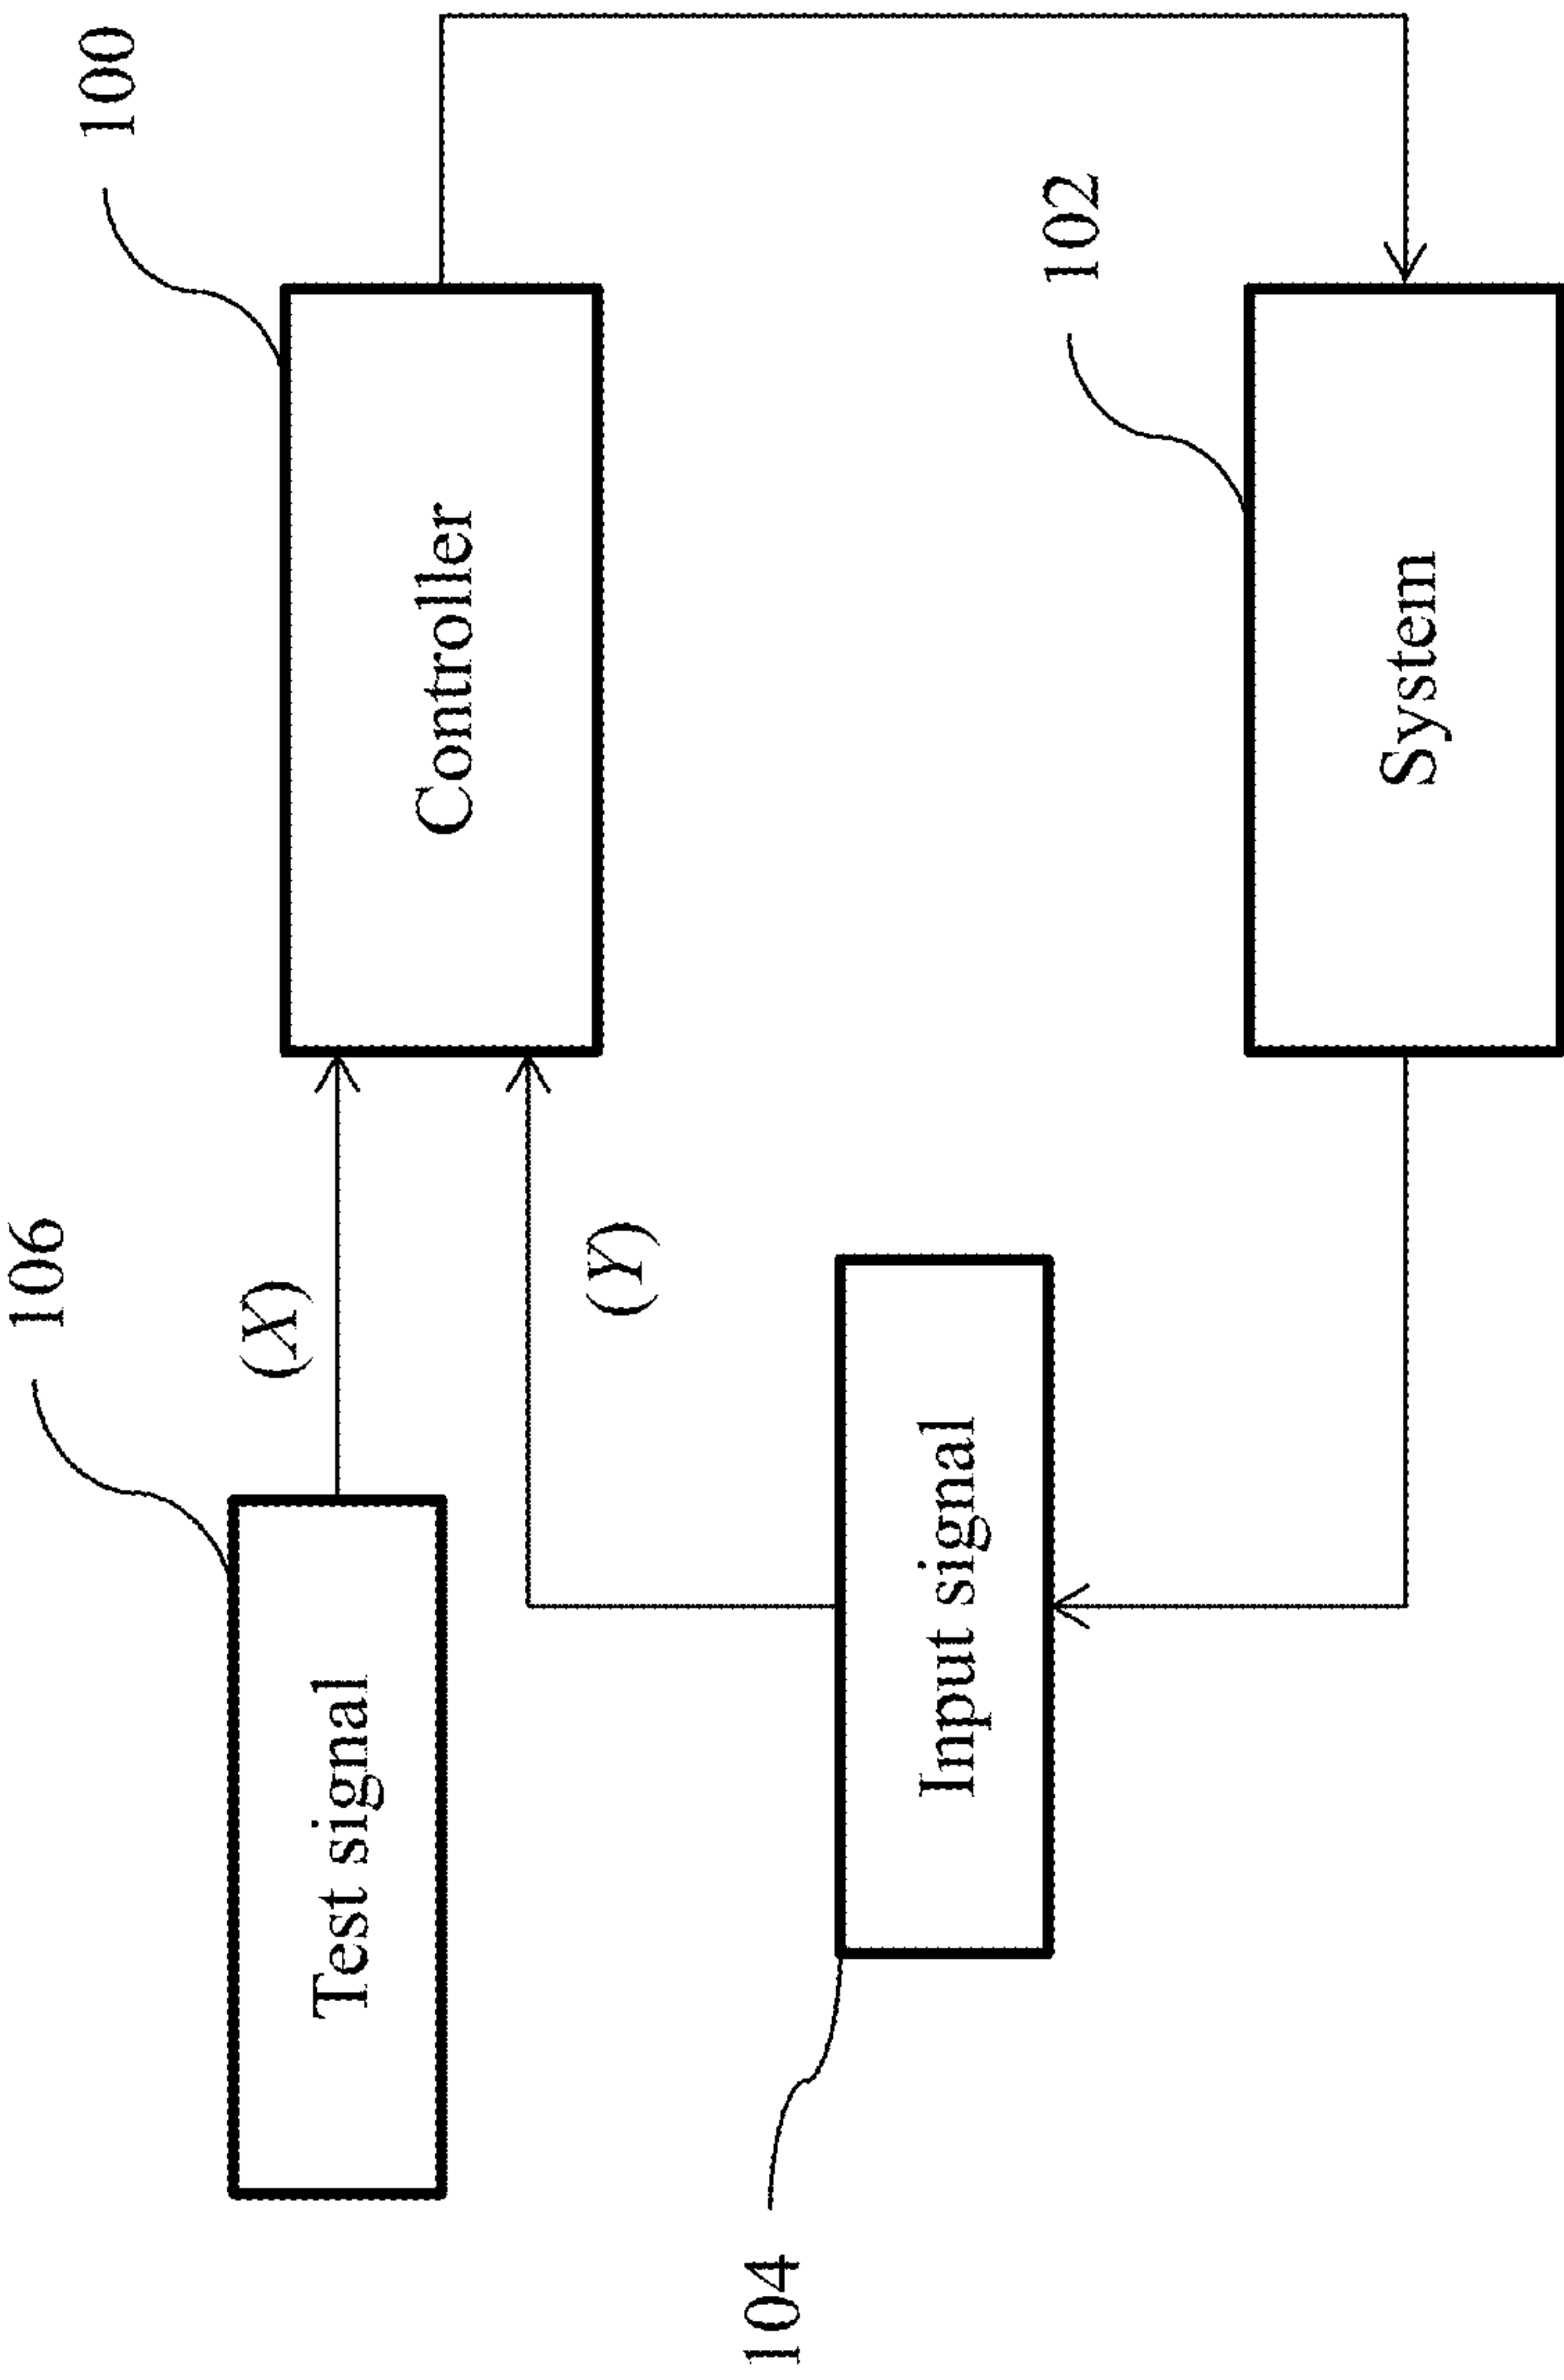 106
100
Test signal
(X)
Controller
(Y)
104
Input signal
102
System